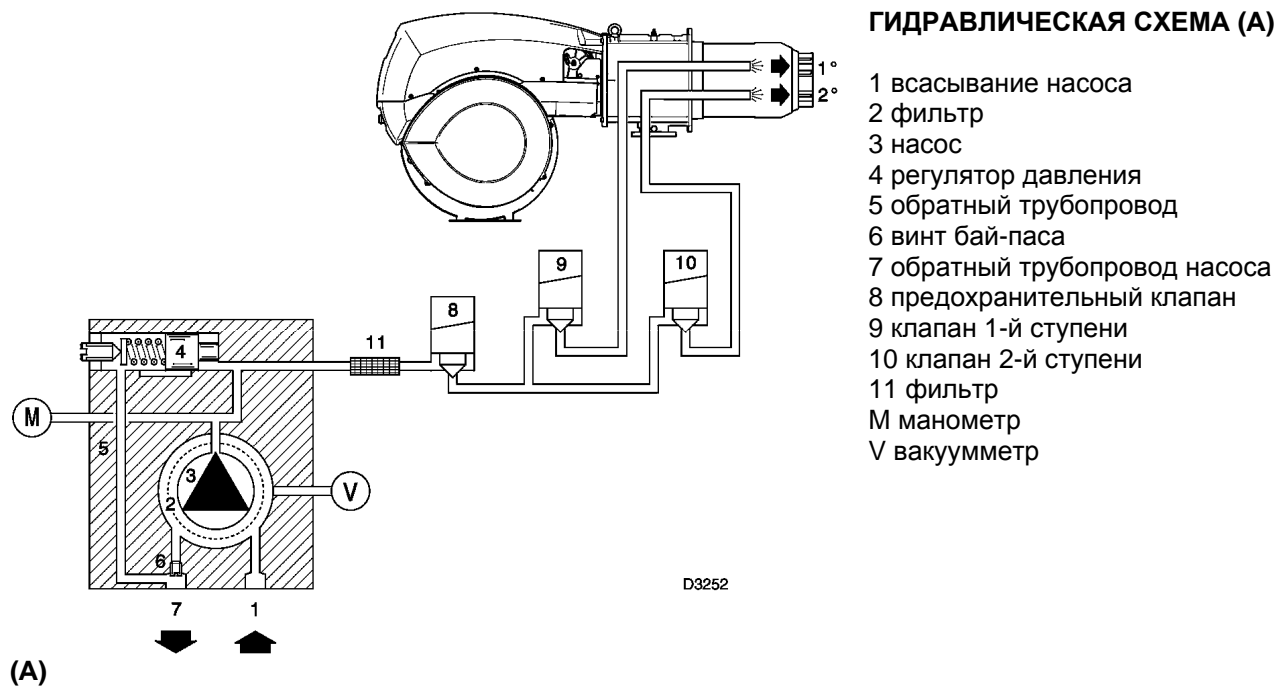 ГИДРАВЛИЧЕСКАЯ СХЕМА (А)
1 всасывание насоса
2 фильтр
3 насос
4 регулятор давления
5 обратный трубопровод
6 винт бай-паса
7 обратный трубопровод насоса
8 предохранительный клапан
9 клапан 1-й ступени
10 клапан 2-й ступени
11 фильтр
М манометр
V вакуумметр
1°
2°
9
10
8
11
4
M
5
3
2
V
6
7
1
D3252
(А)